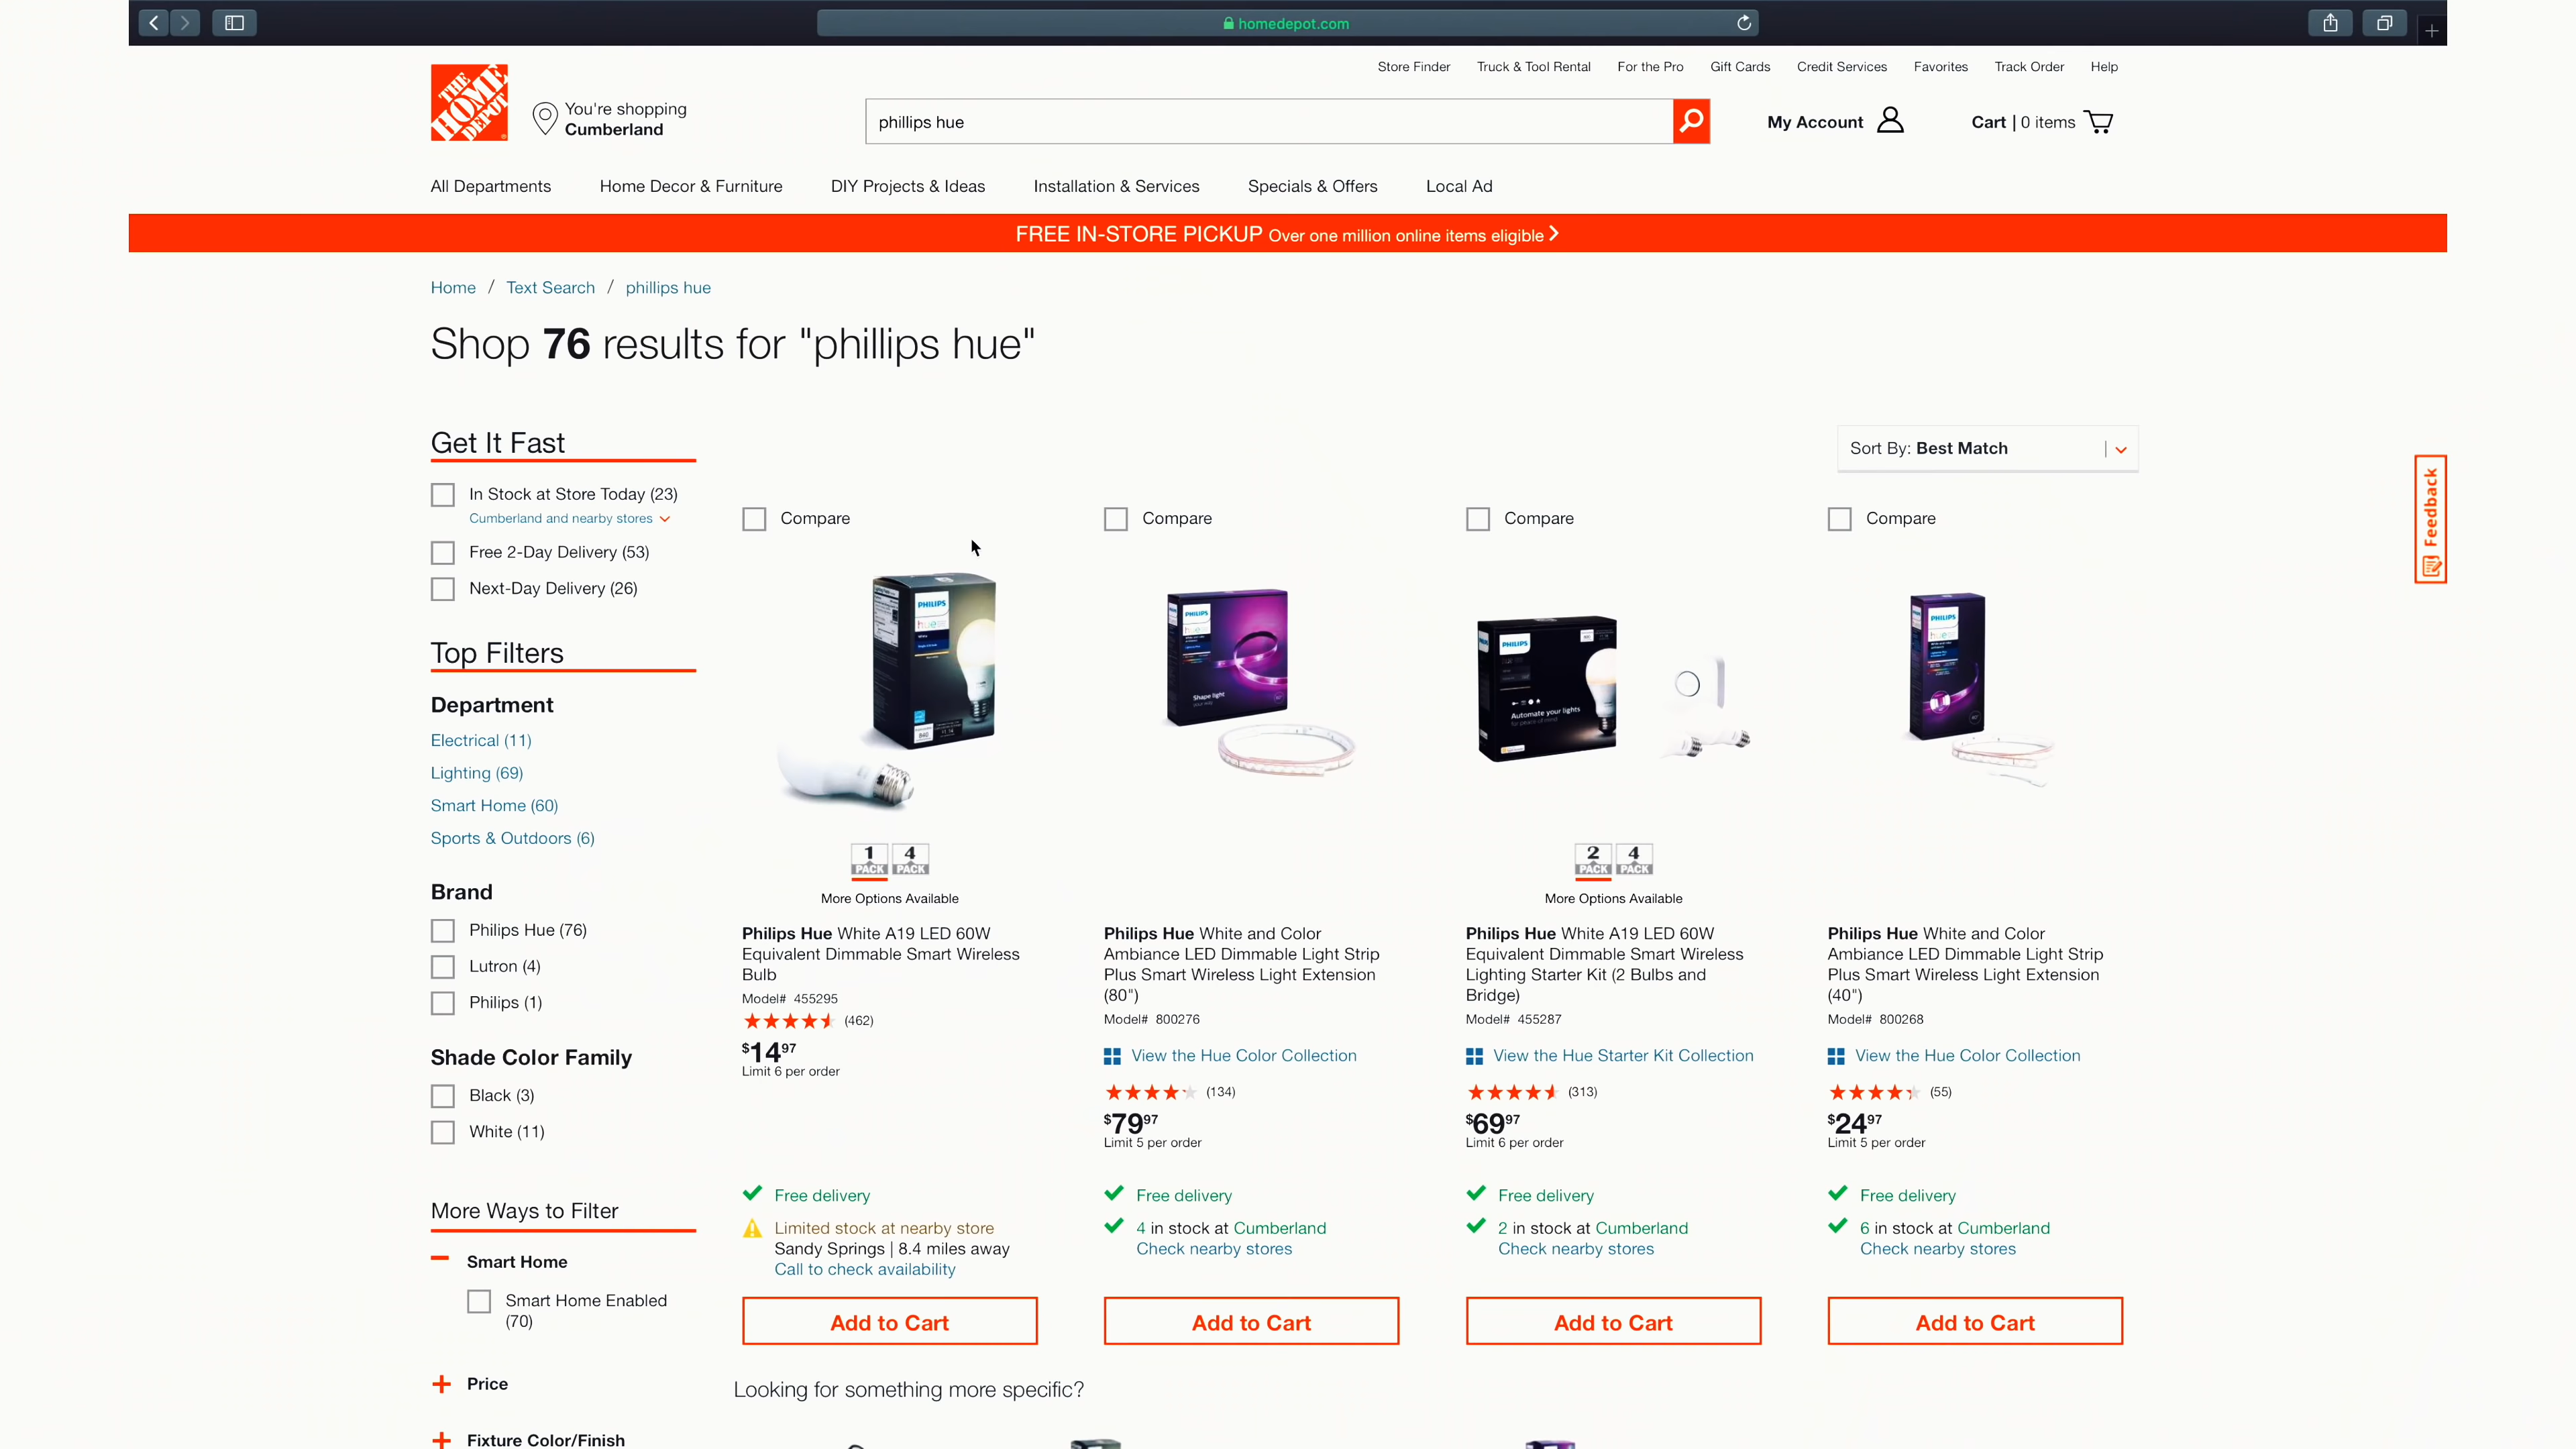 homedepot.com
Store Finder Truck & Tool Rental For the Pro Gift Cards Credit Services Favorites Track Order Help
THE
HOME
DEPOT
You're shopping
Cumberland
phillips hue
My Account
Cart | 0 items
All Departments Home Decor & Furniture DIY Projects & Ideas Installation & Services Specials & Offers Local Ad
FREE IN-STORE PICKUP Over one million online items eligible
Home / Text Search / phillips hue
Shop 76 results for "phillips hue"
Get It Fast
In Stock at Store Today (23)
Cumberland and nearby stores
Free 2-Day Delivery (53)
Next-Day Delivery (26)
Top Filters
Department
Electrical (11)
Lighting (69)
Smart Home (60)
Sports & Outdoors (6)
Brand
Philips Hue (76)
Lutron (4)
Philips (1)
Shade Color Family
Black (3)
White (11)
More Ways to Filter
Smart Home
Smart Home Enabled
(70)
Price
Fixture Color/Finish
Sort By: Best Match
Feedback
Compare
PHILIPS
hue
1 PACK 4 PACK
More Options Available
Philips Hue White A19 LED 60W
Equivalent Dimmable Smart Wireless
Bulb
Model# 455295
(462)
$14 97
Limit 6 per order
Free delivery
Limited stock at nearby store
Sandy Springs | 8.4 miles away
Call to check availability
Add to Cart
Compare
PHILIPS
hue
Shape light
Philips Hue White and Color
Ambiance LED Dimmable Light Strip
Plus Smart Wireless Light Extension
(80")
Model# 800276
View the Hue Color Collection
(134)
$79 97
Limit 5 per order
Free delivery
4 in stock at Cumberland
Check nearby stores
Add to Cart
Compare
PHILIPS
Automate your lights
2 PACK 4 PACK
More Options Available
Philips Hue White A19 LED 60W
Equivalent Dimmable Smart Wireless
Lighting Starter Kit (2 Bulbs and
Bridge)
Model# 455287
View the Hue Starter Kit Collection
(313)
$69 97
Limit 6 per order
Free delivery
2 in stock at Cumberland
Check nearby stores
Add to Cart
Compare
PHILIPS
hue
Philips Hue White and Color
Ambiance LED Dimmable Light Strip
Plus Smart Wireless Light Extension
(40")
Model# 800268
View the Hue Color Collection
(55)
$24 97
Limit 5 per order
Free delivery
6 in stock at Cumberland
Check nearby stores
Add to Cart
Looking for something more specific?